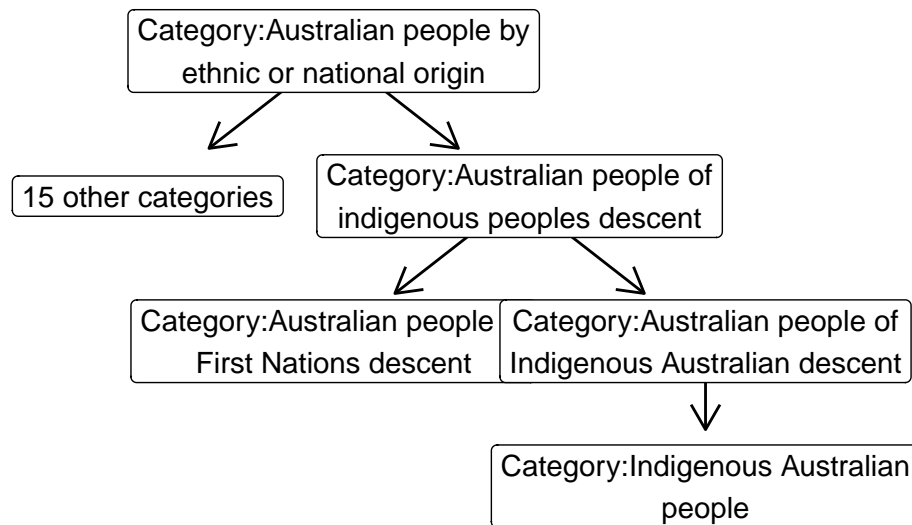 Category:Australian people by
ethnic or national origin
15 other categories
Category:Australian people of
indigenous peoples descent
Category:Australian people
First Nations descent
Category:Australian people of
Indigenous Australian descent
Category:Indigenous Australian
people